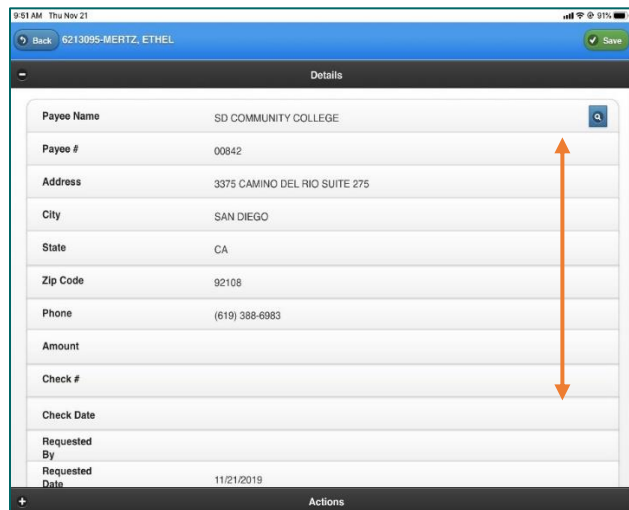 9:51 AM Thu Nov 21 91%
Back 6213095-MERTZ, ETHEL Save
Details
Payee Name SD COMMUNITY COLLEGE
Payee # 00842
Address 3375 CAMINO DEL RIO SUITE 275
City SAN DIEGO
State CA
Zip Code 92108
Phone (619) 388-6983
Amount
Check #
Check Date
Requested
By
Requested
Date 11/21/2019
Actions